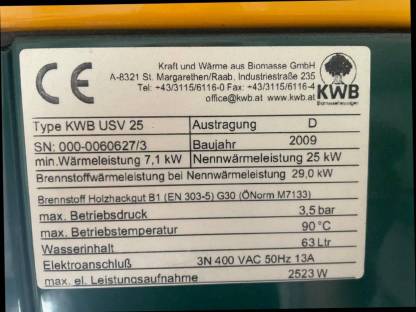 CE
Kraft und Wärme aus Biomasse GmbH
A-8321 St. Margarethen/Raab, Industriestraße 235
Tel: +43/3115/6116-0 Fax: +43/3115/6116-4
office@kwb.at www.kwb.at
KWB
Biomasseheizungen
Type KWB USV 25 Austragung D
SN: 000-0060627/3 Baujahr 2009
min.Wärmeleistung 7,1 kW Nennwärmeleistung 25 kW
Brennstoffwärmeleistung bei Nennwärmeleistung 29,0 kW
Brennstoff Holzhackgut B1 (EN 303-5) G30 (ÖNorm M7133)
max. Betriebsdruck 3,5 bar
max. Betriebstemperatur 90 °C
Wasserinhalt 63 Ltr
Elektroanschluß 3N 400 VAC 50Hz 13A
max. el. Leistungsaufnahme 2523 W